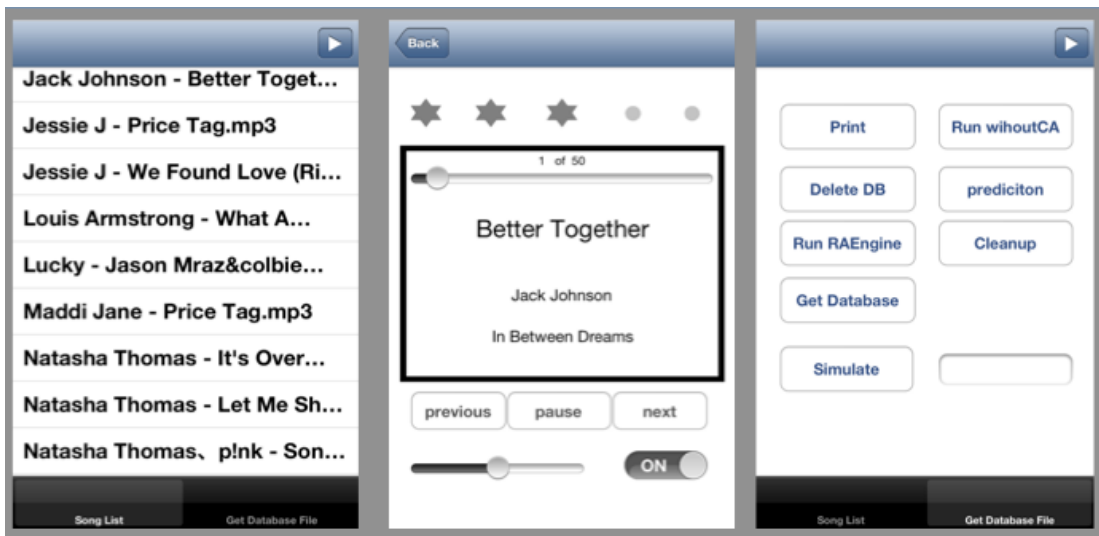 Jack Johnson - Better Toget...
Jessie J - Price Tag.mp3
Jessie J - We Found Love (Ri...
Louis Armstrong - What A...
Lucky - Jason Mraz&colbie...
Maddi Jane - Price Tag.mp3
Natasha Thomas - It's Over...
Natasha Thomas - Let Me Sh...
Natasha Thomas、p!nk - Son...
Song List
Get Database File
Back
1 of 50
Better Together
Jack Johnson
In Between Dreams
previous
pause
next
ON
Print
Run wihoutCA
Delete DB
prediciton
Run RAEngine
Cleanup
Get Database
Simulate
Song List
Get Database File